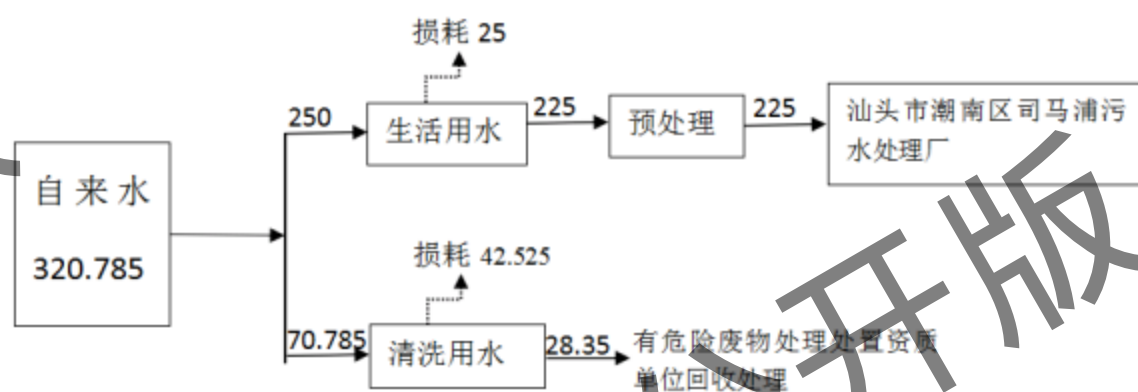 损耗 25
250
生活用水
225
预处理
225
汕头市潮南区司马浦污
水处理厂
自来水
320.785
损耗 42.525
70.785
清洗用水
28.35
有危险废物处理处置资质
单位回收处理
开版